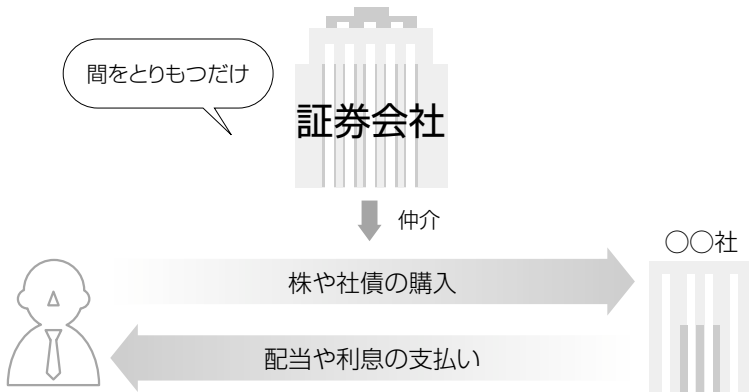 間をとりもつだけ
証券会社
仲介
○○社
株や社債の購入
配当や利息の支払い